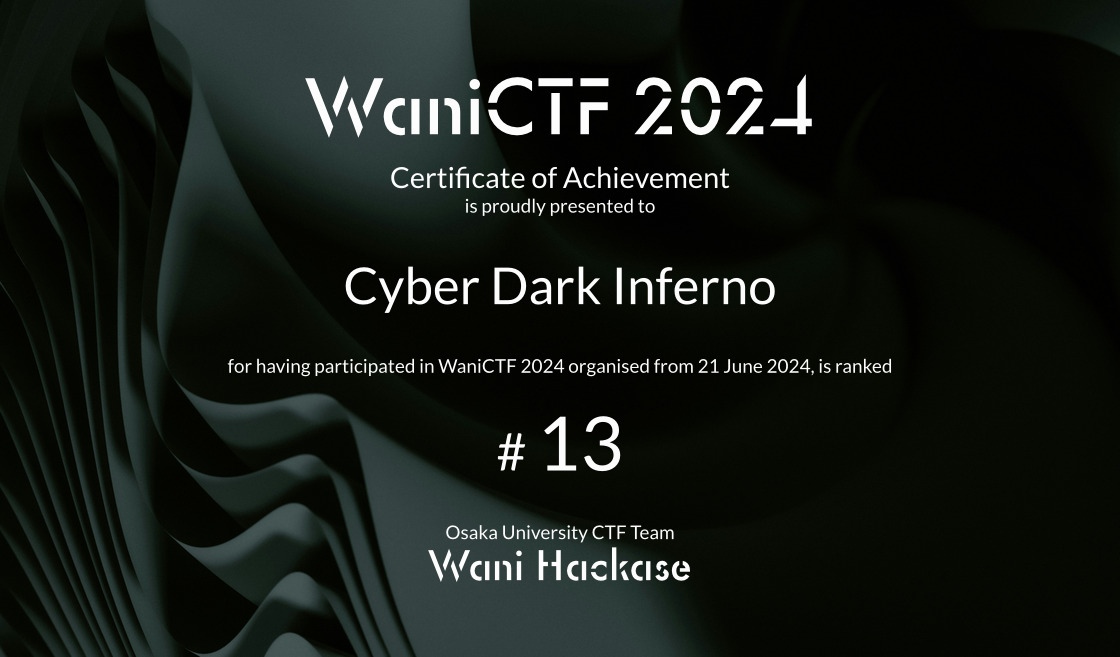 WaniCTF 2024
Certificate of Achievement
is proudly presented to
Cyber Dark Inferno
for having participated in WaniCTF 2024 organised from 21 June 2024, is ranked
# 13
Osaka University CTF Team
Wani Hackase